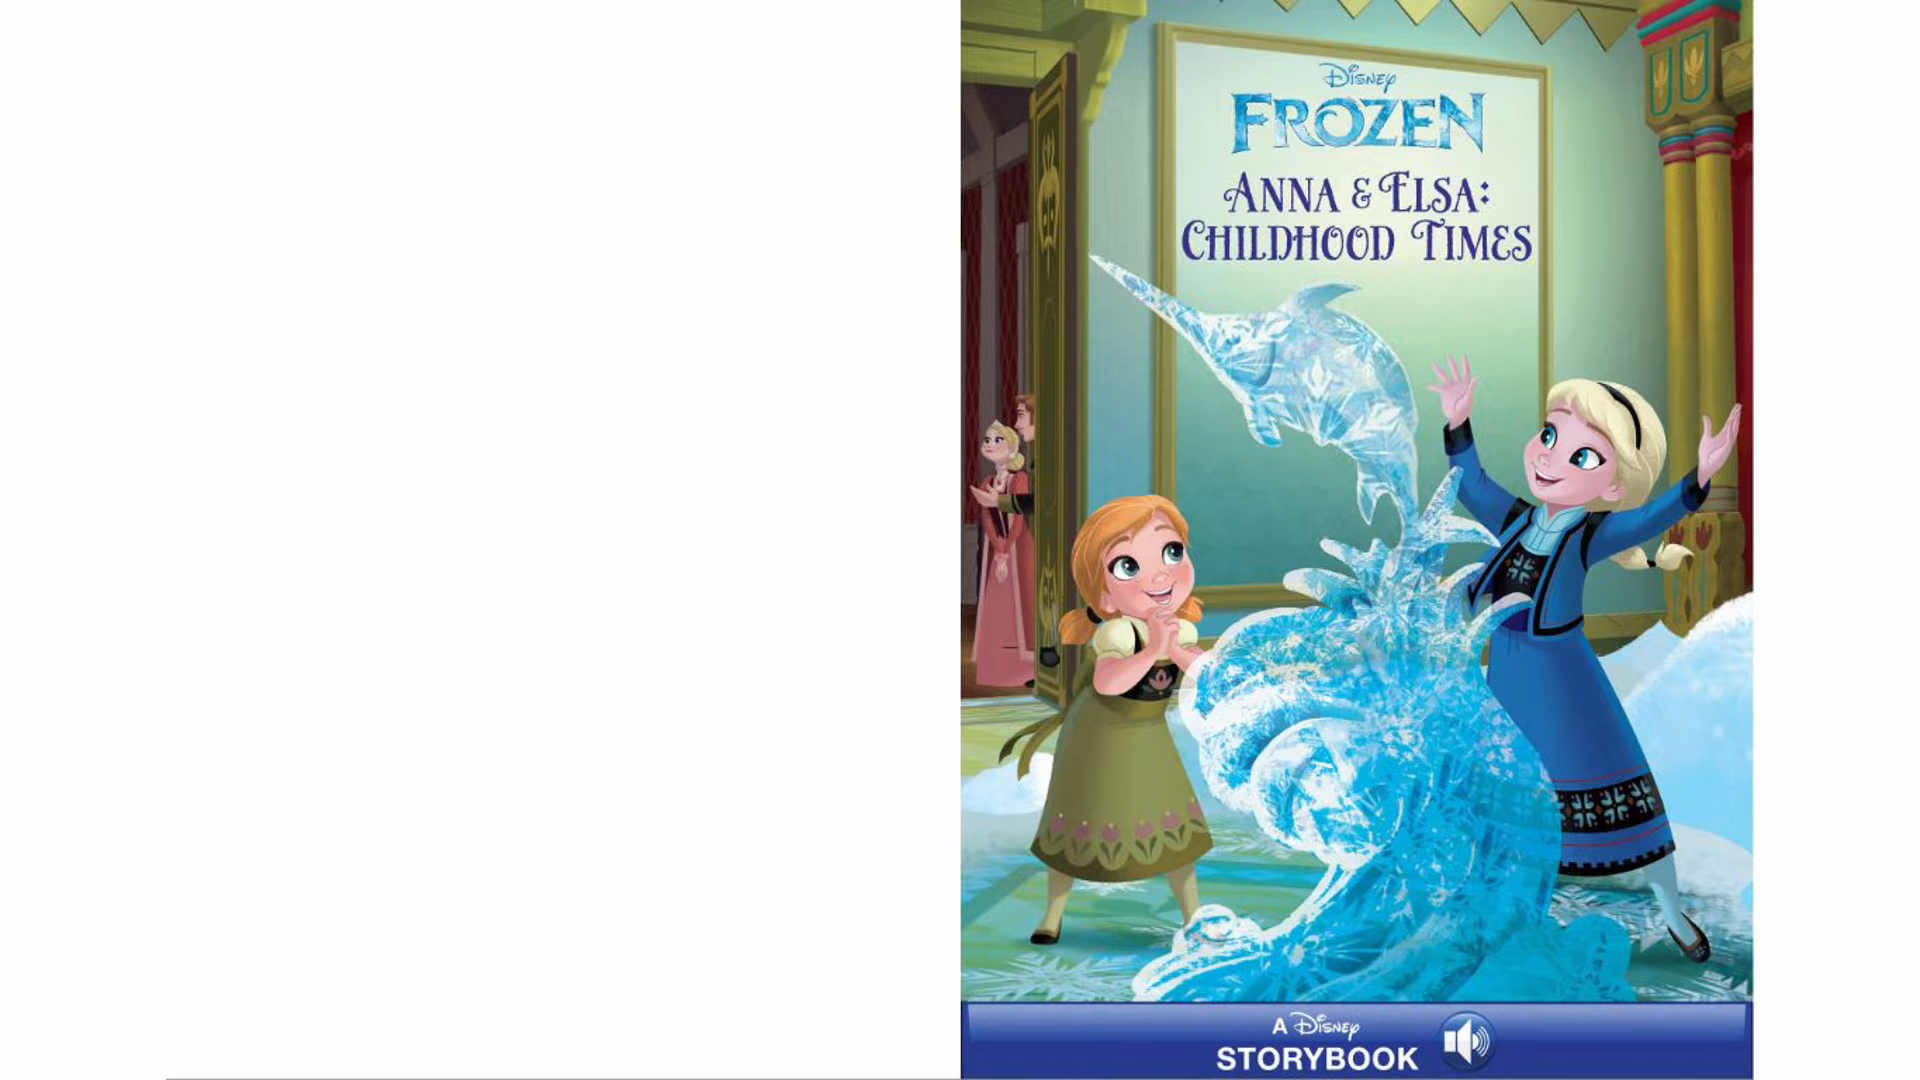 Disney
FROZEN
ANNA & ELSA:
CHILDHOOD TIMES
A Disney
STORYBOOK